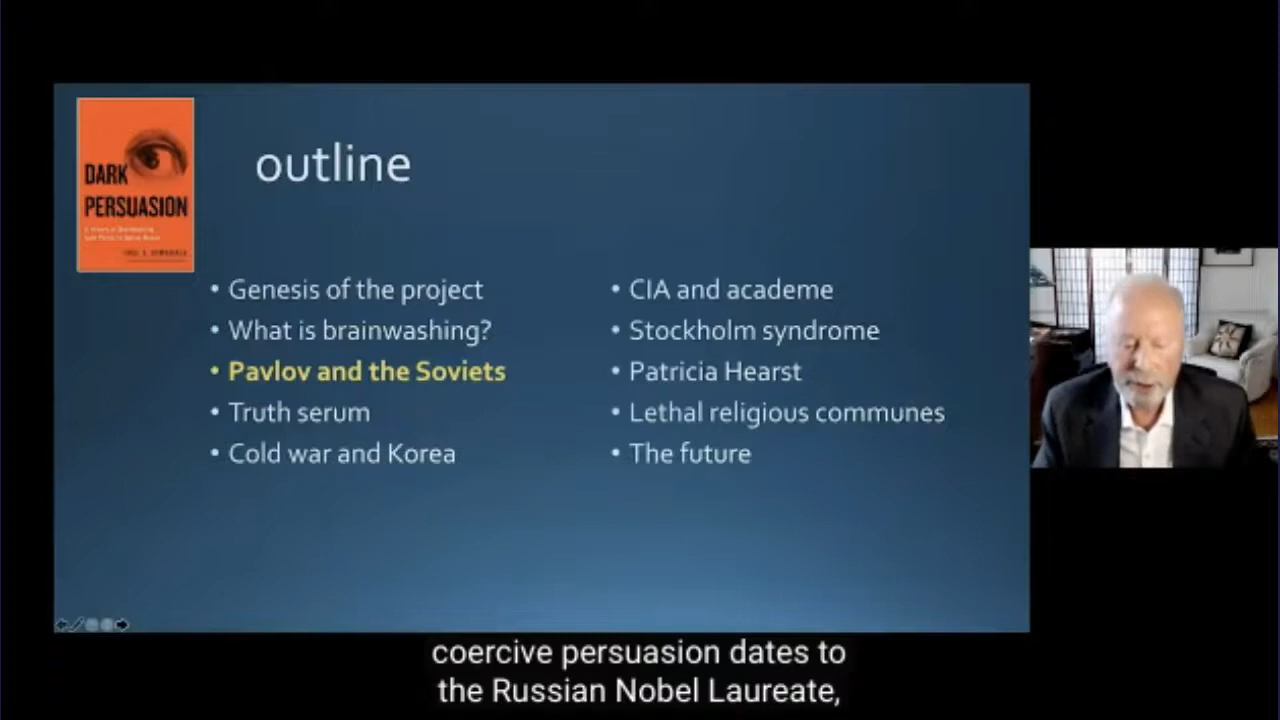 DARK
PERSUASION
outline
• Genesis of the project
• What is brainwashing?
• Pavlov and the Soviets
• Truth serum
• Cold war and Korea
• CIA and academe
• Stockholm syndrome
• Patricia Hearst
• Lethal religious communes
• The future
coercive persuasion dates to
the Russian Nobel Laureate,